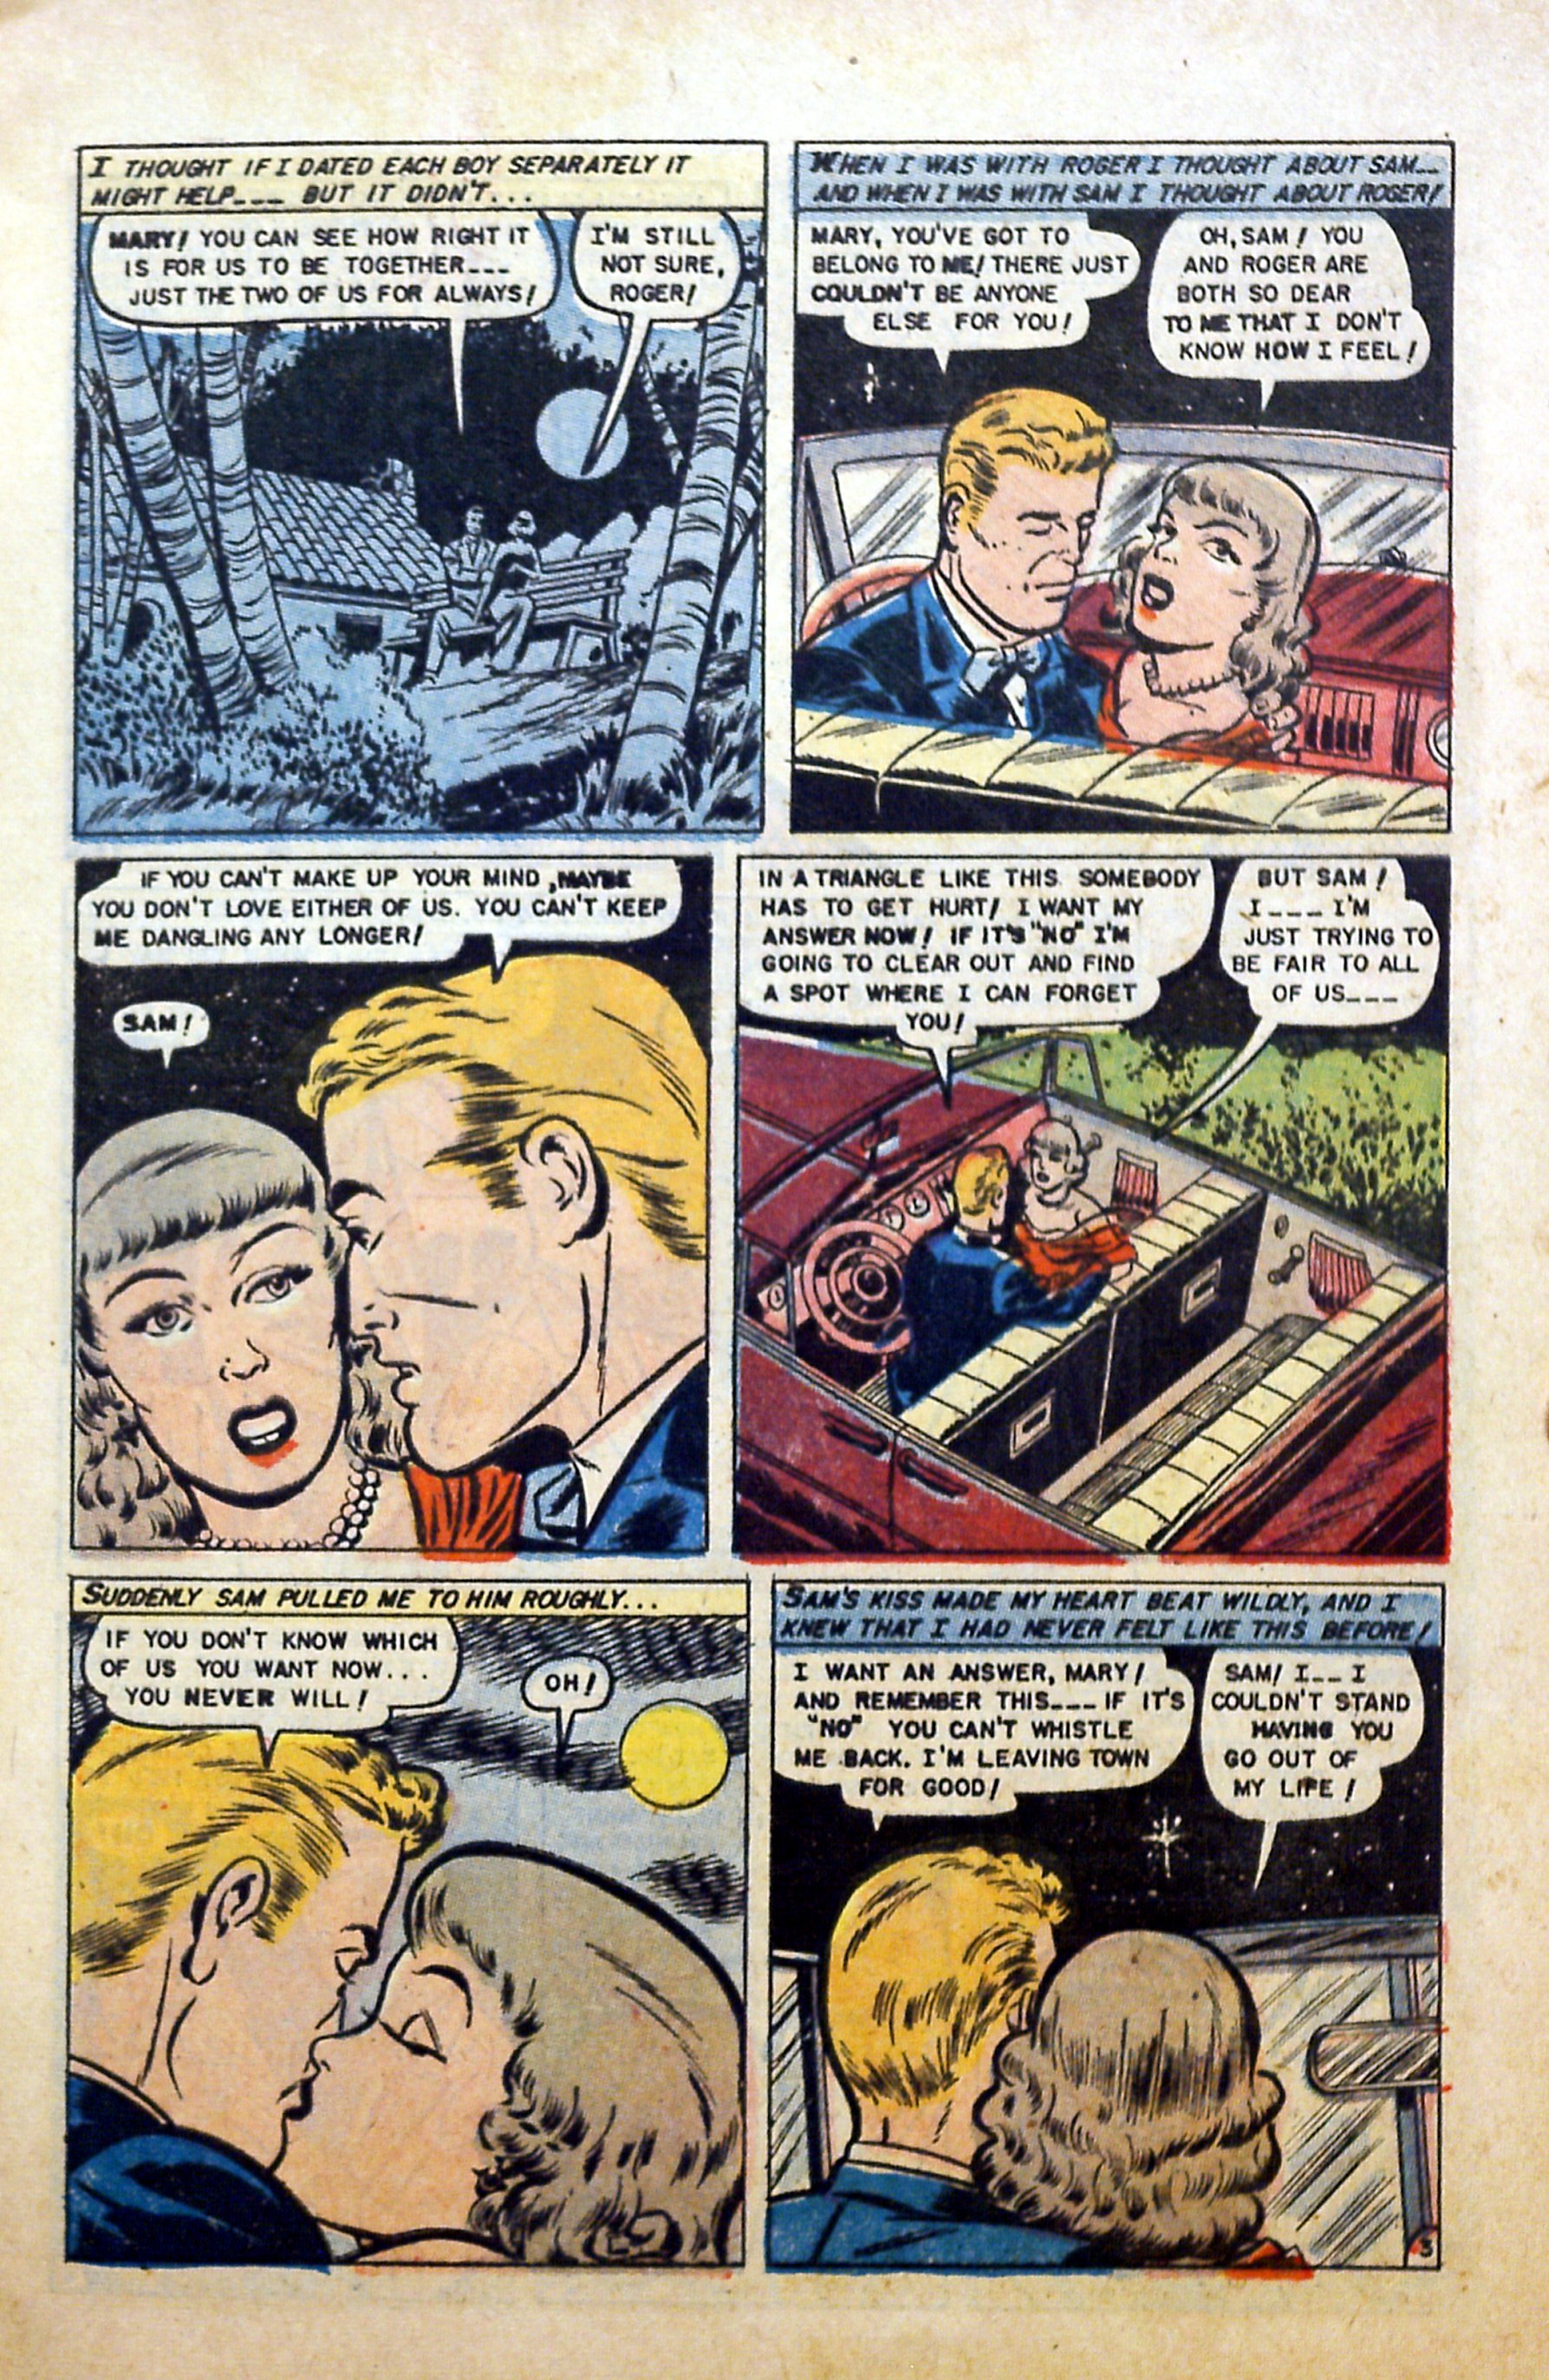 I THOUGHT IF I DATED EACH BOY SEPARATELY IT
MIGHT HELP___ BUT IT DIDN'T...
MARY! YOU CAN SEE HOW RIGHT IT
IS FOR US TO BE TOGETHER___
JUST THE TWO OF US FOR ALWAYS!
I'M STILL
NOT SURE,
ROGER!
WHEN I WAS WITH ROGER I THOUGHT ABOUT SAM__
AND WHEN I WAS WITH SAM I THOUGHT ABOUT ROGER!
MARY, YOU'VE GOT TO
BELONG TO ME! THERE JUST
COULDN'T BE ANYONE
ELSE FOR YOU!
OH, SAM! YOU
AND ROGER ARE
BOTH SO DEAR
TO ME THAT I DON'T
KNOW HOW I FEEL!
IF YOU CAN'T MAKE UP YOUR MIND, MAYBE
YOU DON'T LOVE EITHER OF US. YOU CAN'T KEEP
ME DANGLING ANY LONGER!
SAM!
IN A TRIANGLE LIKE THIS SOMEBODY
HAS TO GET HURT! I WANT MY
ANSWER NOW! IF IT'S "NO" I'M
GOING TO CLEAR OUT AND FIND
A SPOT WHERE I CAN FORGET
YOU!
BUT SAM!
I___ I'M
JUST TRYING TO
BE FAIR TO ALL
OF US___
SUDDENLY SAM PULLED ME TO HIM ROUGHLY...
IF YOU DON'T KNOW WHICH
OF US YOU WANT NOW...
YOU NEVER WILL!
OH!
SAM'S KISS MADE MY HEART BEAT WILDLY, AND I
KNEW THAT I HAD NEVER FELT LIKE THIS BEFORE!
I WANT AN ANSWER, MARY!
AND REMEMBER THIS___ IF IT'S
"NO" YOU CAN'T WHISTLE
ME BACK. I'M LEAVING TOWN
FOR GOOD!
SAM! I__ I
COULDN'T STAND
HAVING YOU
GO OUT OF
MY LIFE!
3